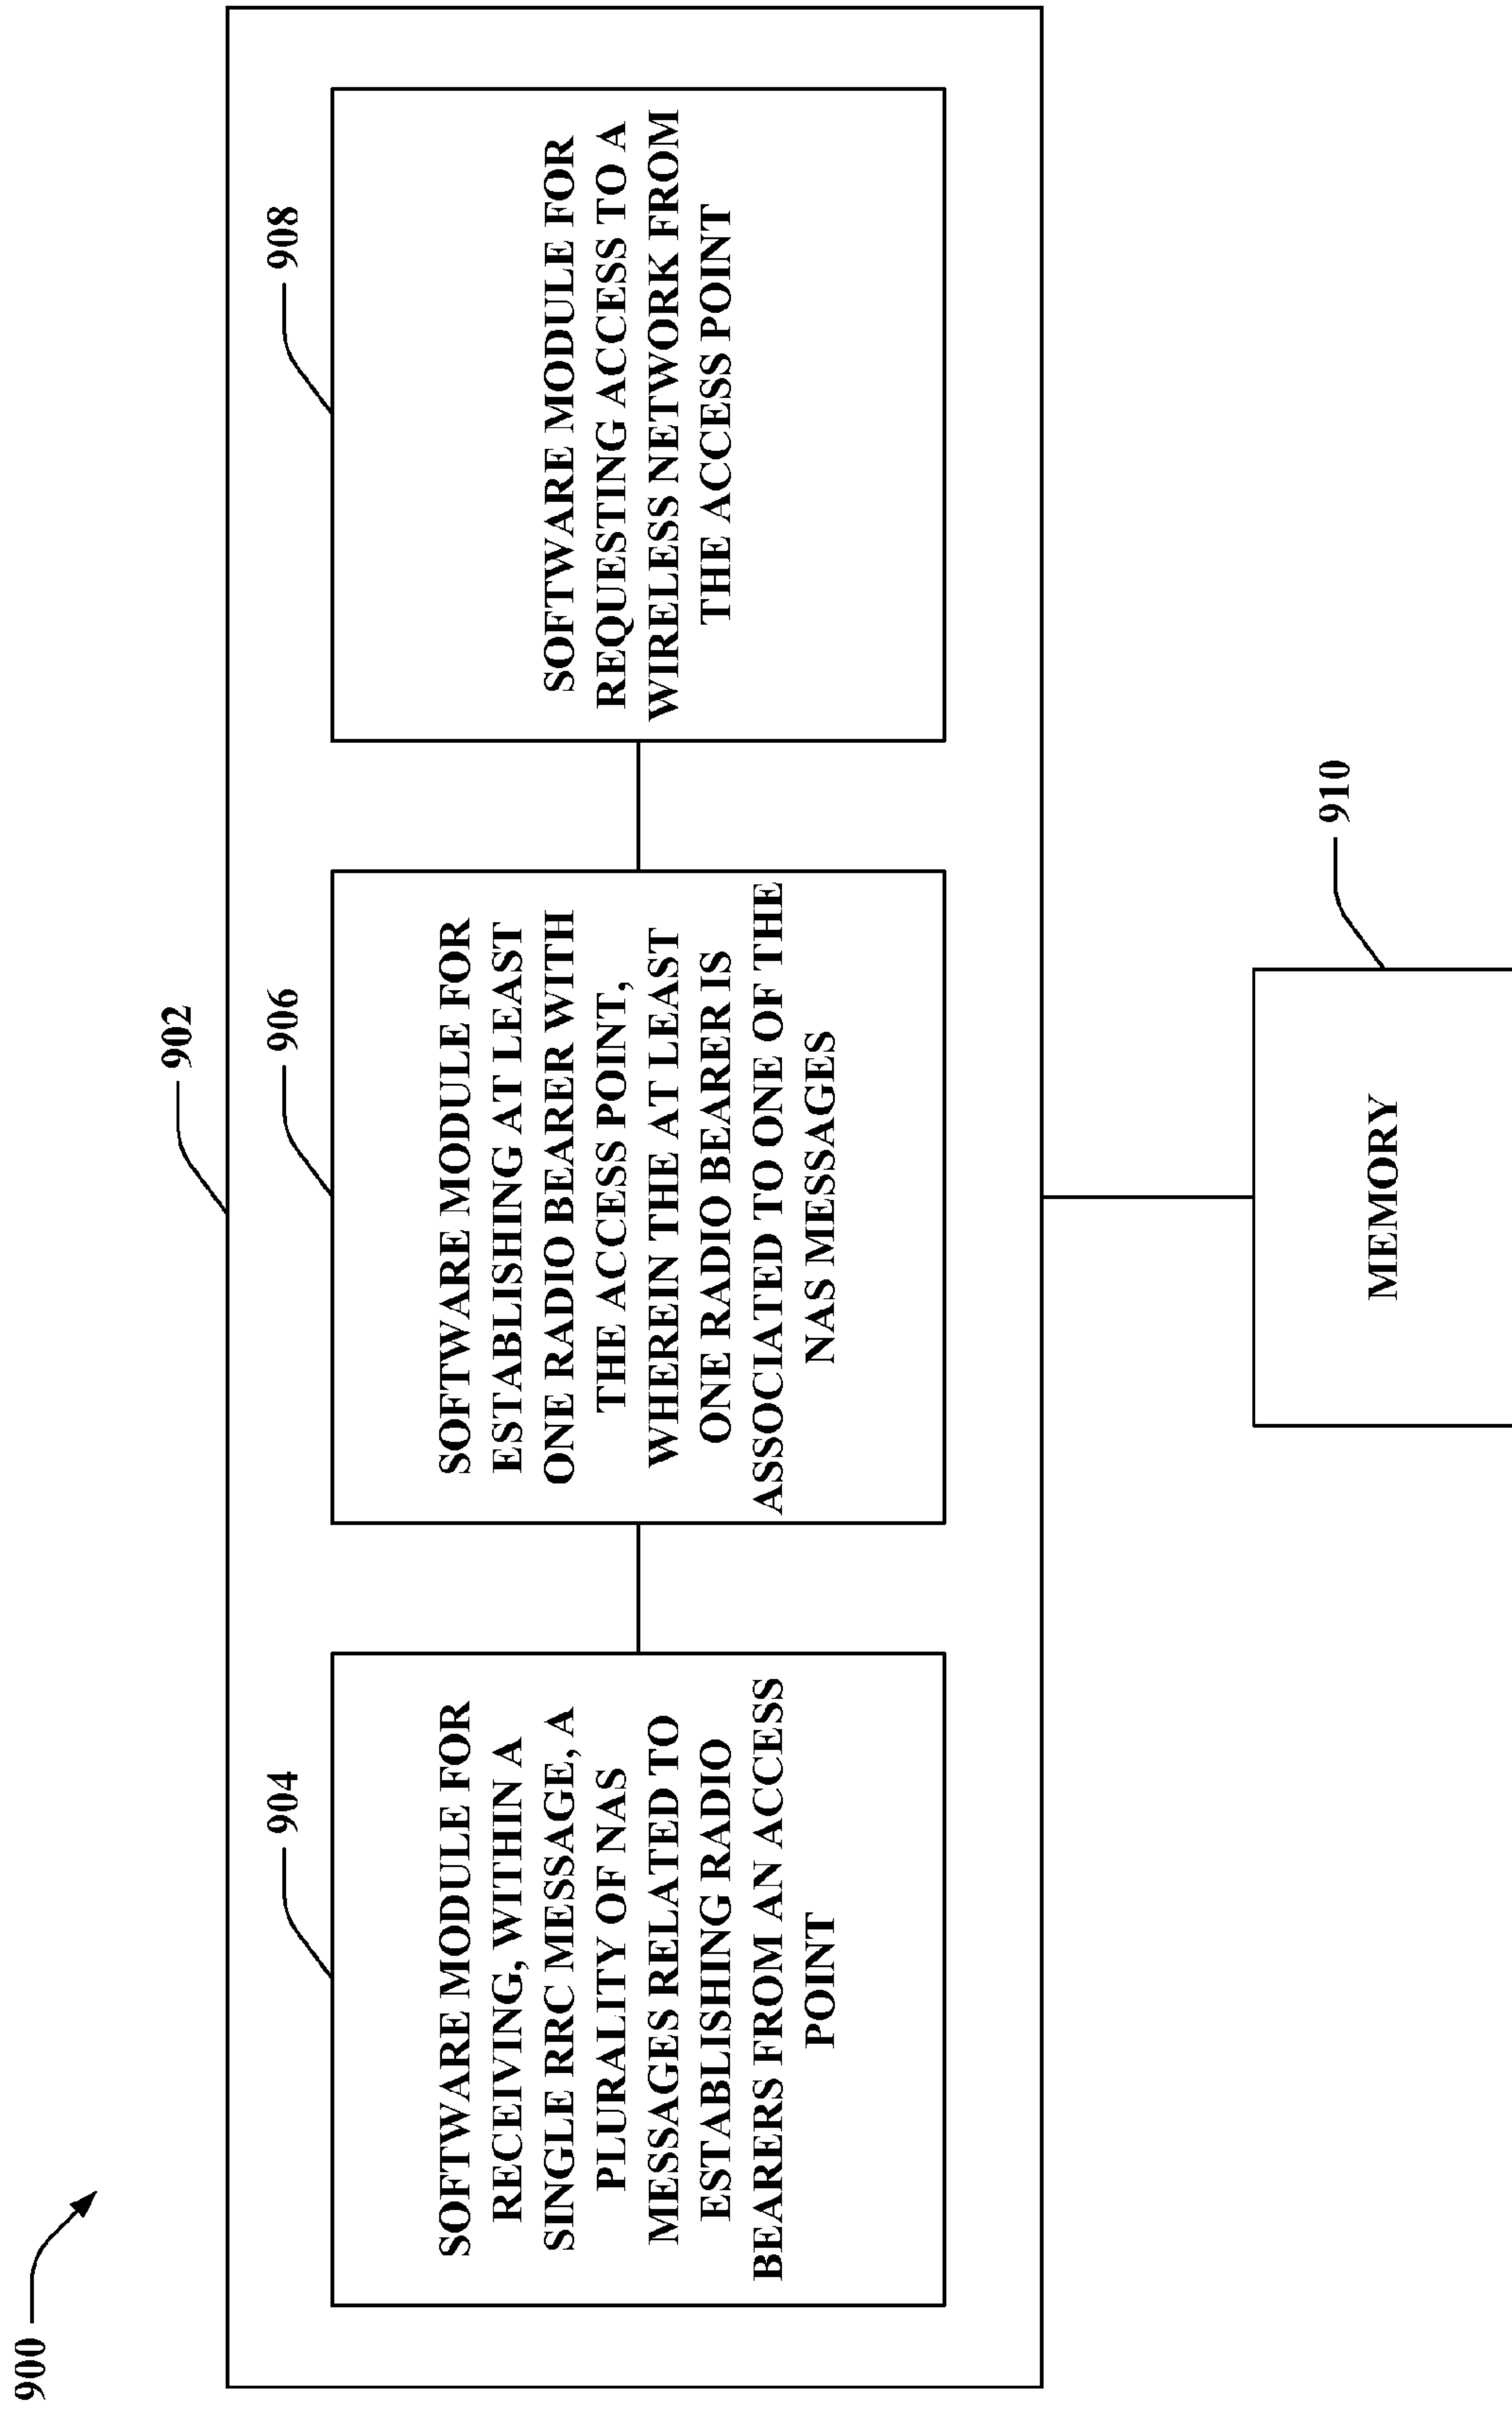 900
902
904
SOFTWARE MODULE FOR
RECEIVING, WITHIN A
SINGLE RRC MESSAGE, A
PLURALITY OF NAS
MESSAGES RELATED TO
ESTABLISHING RADIO
BEARERS FROM AN ACCESS
POINT
906
SOFTWARE MODULE FOR
ESTABLISHING AT LEAST
ONE RADIO BEARER WITH
THE ACCESS POINT,
WHEREIN THE AT LEAST
ONE RADIO BEARER IS
ASSOCIATED TO ONE OF THE
NAS MESSAGES
908
SOFTWARE MODULE FOR
REQUESTING ACCESS TO A
WIRELESS NETWORK FROM
THE ACCESS POINT
910
MEMORY